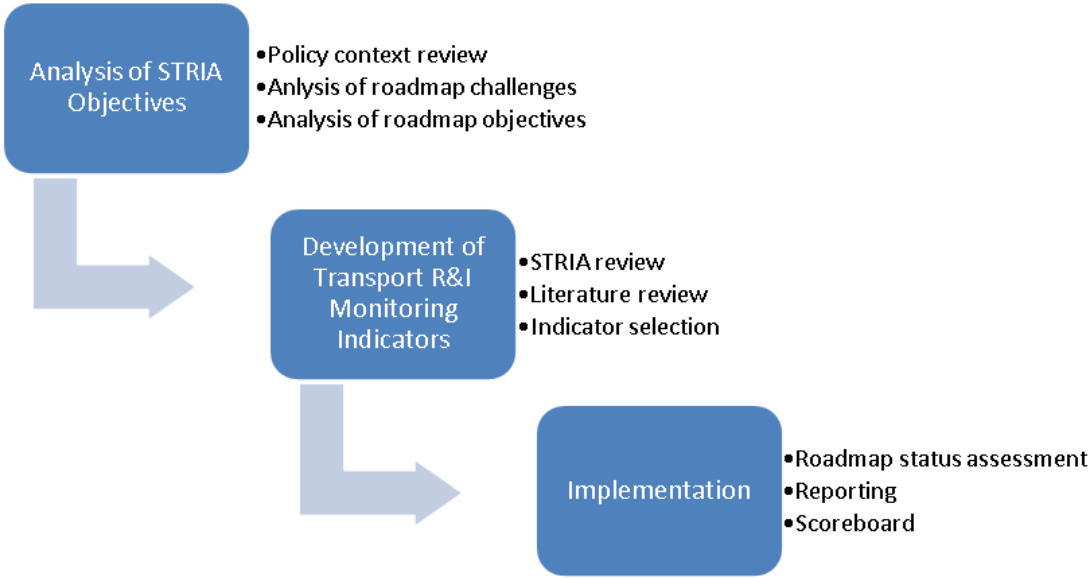 Analysis of STRIA
Objectives
•Policy context review
•Anlysis of roadmap challenges
•Analysis of roadmap objectives
Development of
Transport R&I
Monitoring
Indicators
•STRIA review
•Literature review
•Indicator selection
Implementation
•Roadmap status assessment
•Reporting
•Scoreboard